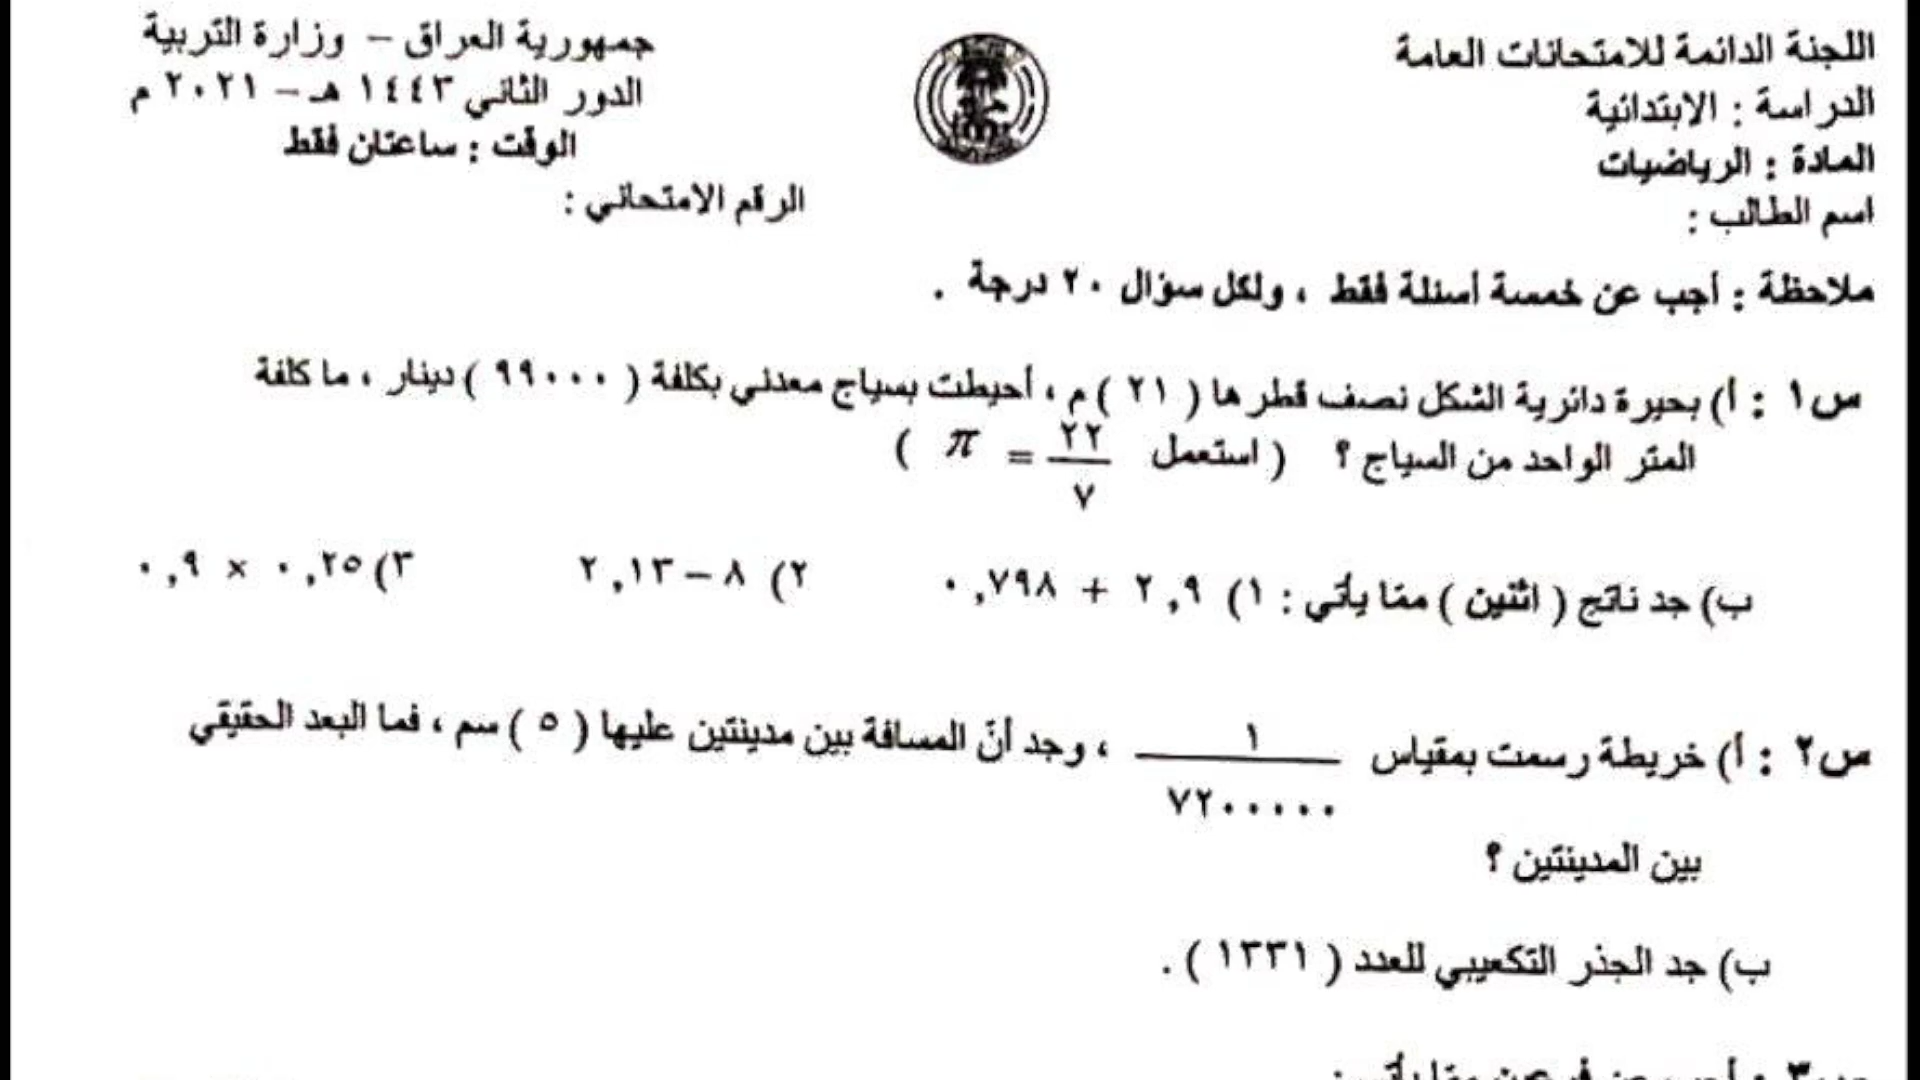 اللجنة الدائمة للامتحانات العامة
الدراسة : الابتدائية
المادة : الرياضيات
اسم الطالب :
جمهورية العراق – وزارة التربية
الدور الثاني ١٤٤٣ هـ – ٢٠٢١ م
الوقت : ساعتان فقط
الرقم الامتحاني :
ملاحظة : أجب عن خمسة أسئلة فقط ، ولكل سؤال ٢٠ درجة .
س١ : أ) بحيرة دائرية الشكل نصف قطرها ( ٢١ ) م ، أحيطت بسياج معدني بكلفة ( ٩٩٠٠٠ ) دينار ، ما كلفة
المتر الواحد من السياج ؟ ( استعمل ٢٢/٧ = π )
ب) جد ناتج ( اثنين ) ممّا يأتي : ١) ٢,٩ + ٠,٧٩٨ ٢) ٨ – ٢,١٣ ٣) ٠,٢٥ × ٠,٩
س٢ : أ) خريطة رسمت بمقياس ١/٧٢٠٠٠٠٠ ، وجد أنّ المسافة بين مدينتين عليها ( ٥ ) سم ، فما البعد الحقيقي
بين المدينتين ؟
ب) جد الجذر التكعيبي للعدد ( ١٣٣١ ) .